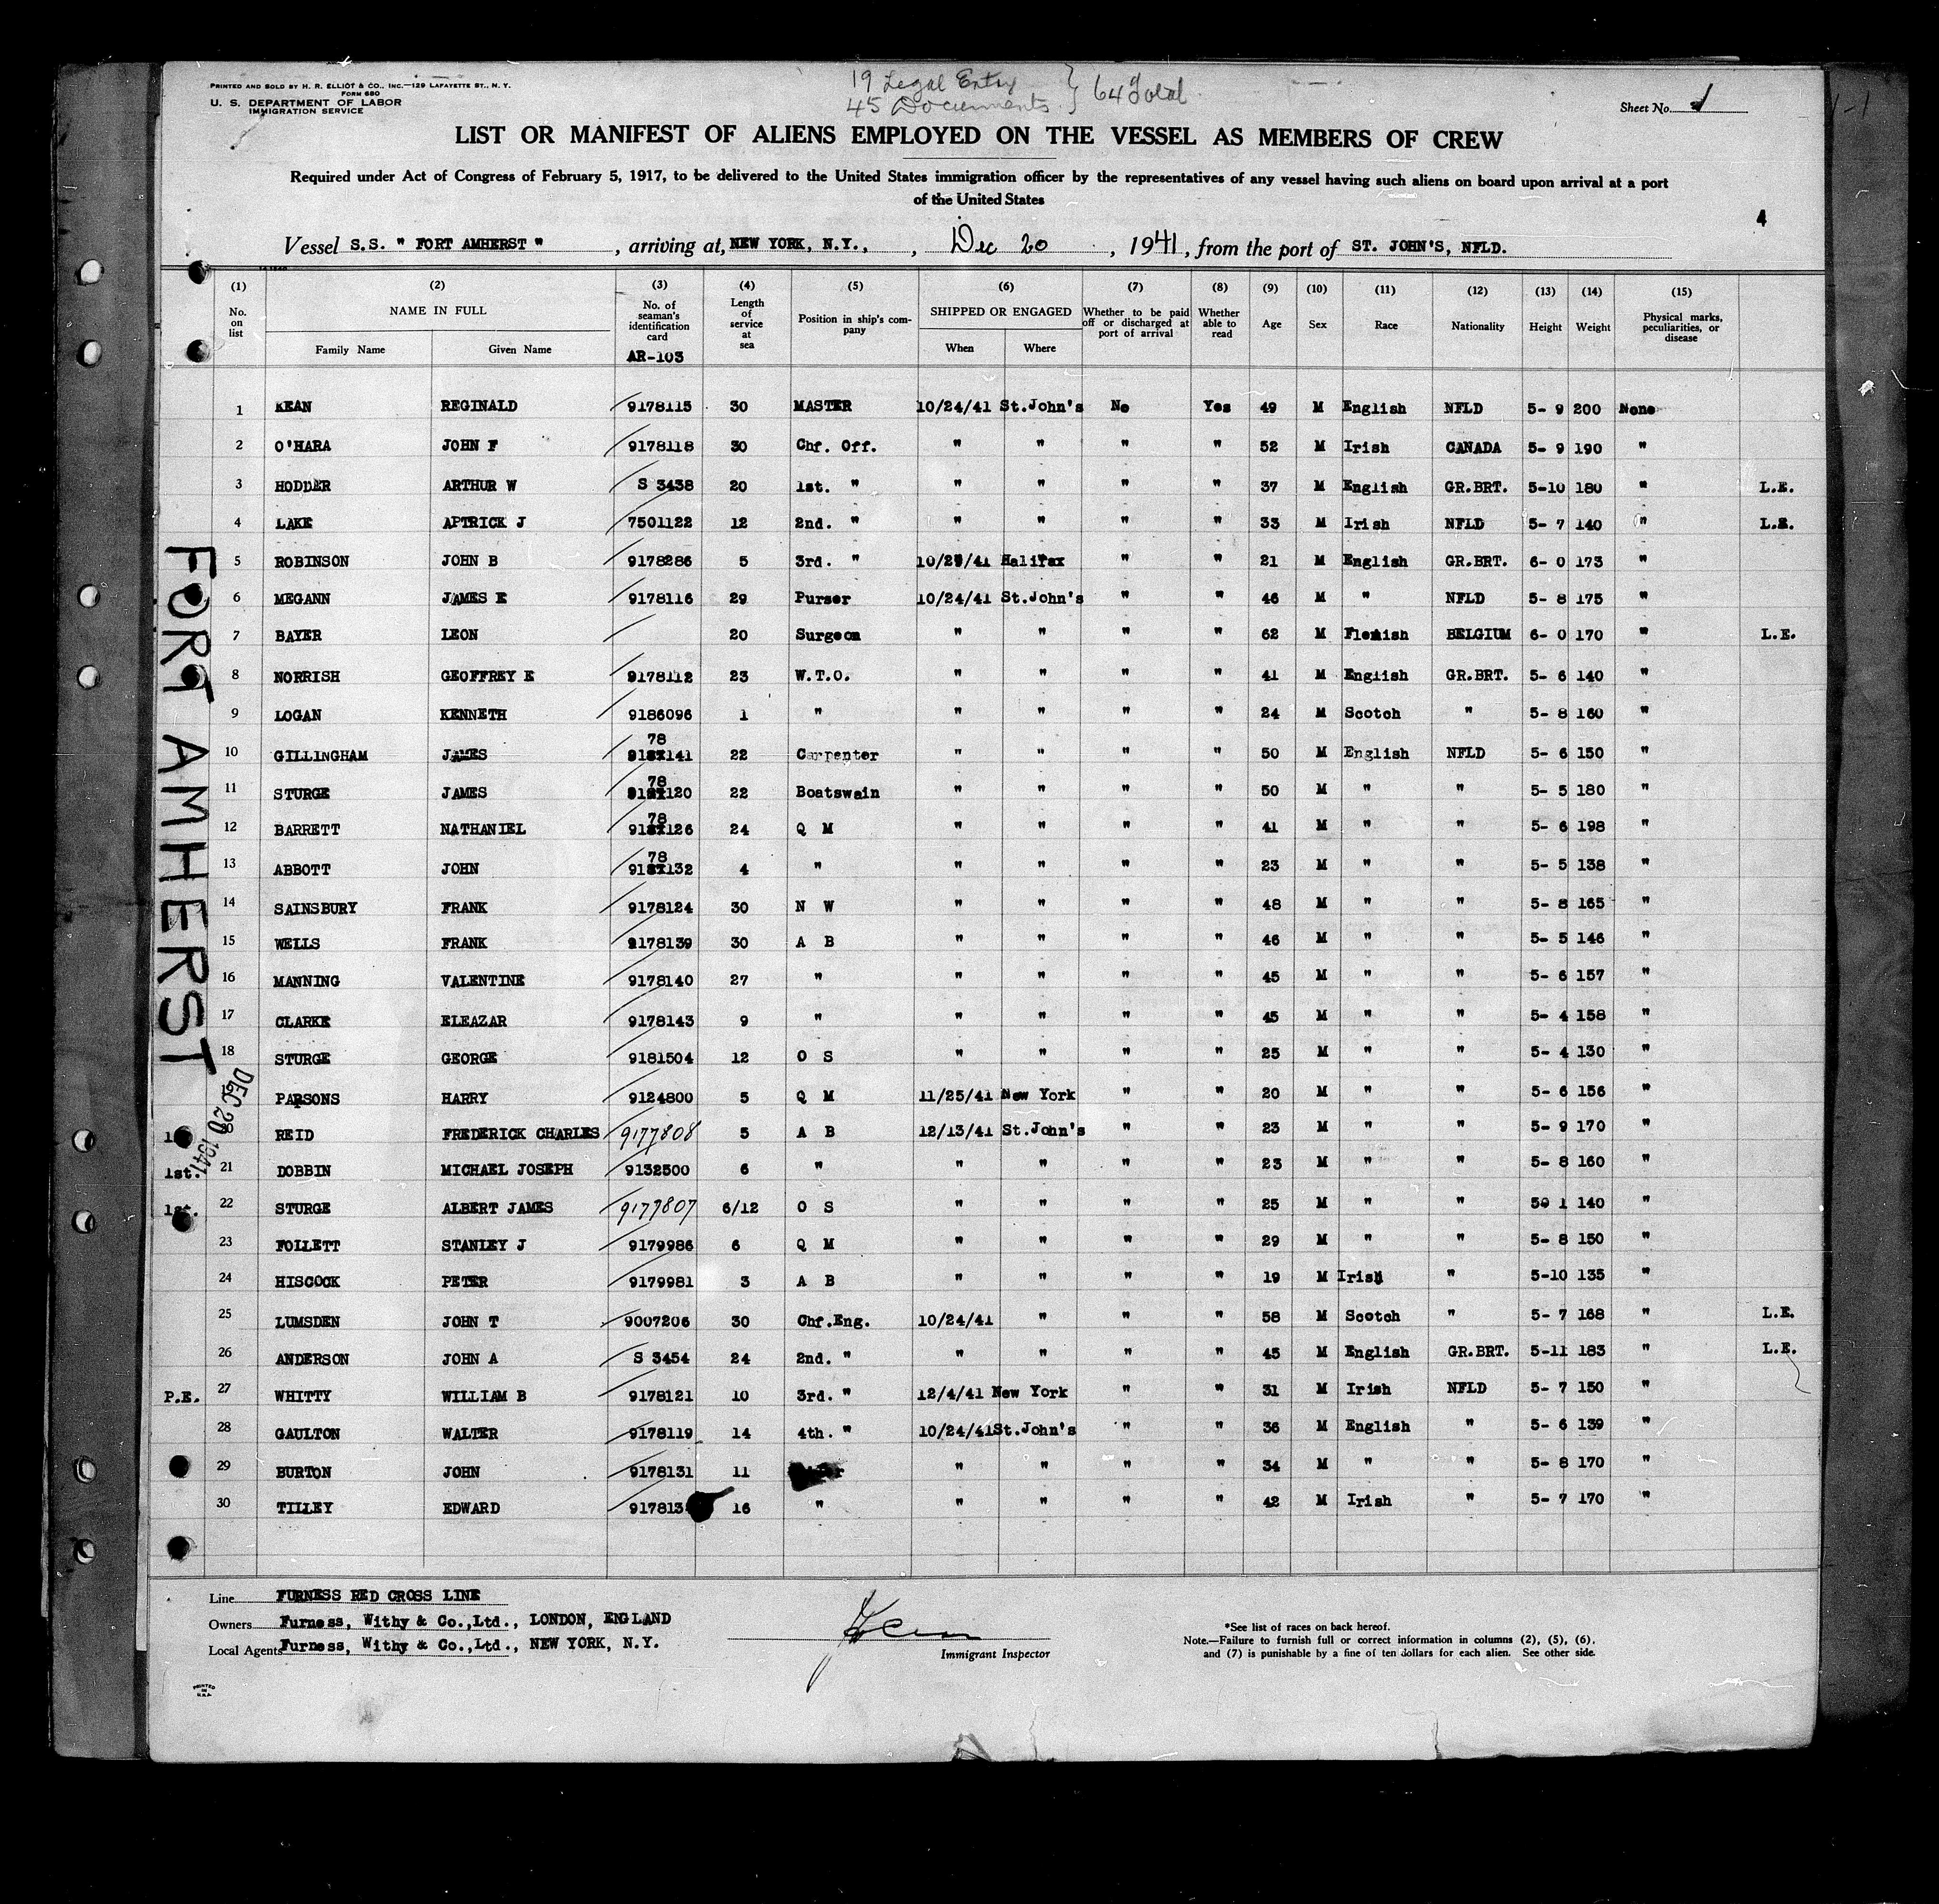 PRINTED AND SOLD BY H. R. ELLIOT & CO., INC.—129 LAFAYETTE ST., N. Y.
FORM 680
U. S. DEPARTMENT OF LABOR
IMMIGRATION SERVICE
19 Legal Entry
45 Documents } 64 Total
Sheet No. 1
LIST OR MANIFEST OF ALIENS EMPLOYED ON THE VESSEL AS MEMBERS OF CREW
Required under Act of Congress of February 5, 1917, to be delivered to the United States immigration officer by the representatives of any vessel having such aliens on board upon arrival at a port
of the United States
4
Vessel S.S. " FORT AMHERST ", arriving at, NEW YORK, N.Y., , Dec 20, 1941, from the port of ST. JOHN'S, NFLD.
(1) (2) (3) (4) (5) (6) (7) (8) (9) (10) (11) (12) (13) (14) (15)
No. on list NAME IN FULL Family Name Given Name No. of seaman's identification card AR-103 Length of service at sea Position in ship's company SHIPPED OR ENGAGED When Where Whether to be paid off or discharged at port of arrival Whether able to read Age Sex Race Nationality Height Weight Physical marks, peculiarities, or disease
1 KEAN REGINALD 9178115 30 MASTER 10/24/41 St.John's No Yes 49 M English NFLD 5- 9 200 None
2 O'HARA JOHN F 9178118 30 Chf. Off. " " " " 52 M Irish CANADA 5- 9 190 "
3 HODDER ARTHUR W S 3438 20 1st. " " " " " 37 M English GR.BRT. 5-10 180 " L.E.
4 LAKE APTRICK J 7501122 12 2nd. " " " " " 33 M Irish NFLD 5- 7 140 " L.E.
5 ROBINSON JOHN B 9178286 5 3rd. " Halifax " " 21 M English GR.BRT. 6- 0 173 "
6 MEGANN JAMES E 9178116 29 Purser 10/24/41 St.John's " " 46 M " NFLD 5- 8 175 "
7 BAYER LEON 20 Surgeon " " " " 62 M Flemish BELGIUM 6- 0 170 " L.E.
8 NORRISH GEOFFREY E 9178112 23 W.T.O. " " " " 41 M English GR.BRT. 5- 6 140 "
9 LOGAN KENNETH 9186096 1 " " " " " 24 M Scotch " 5- 8 160 "
10 GILLINGHAM JAMES 9178141 22 Carpenter " " " " 50 M English NFLD 5- 6 150 "
11 STURGE JAMES 9178120 22 Boatswain " " " " 50 M " " 5- 5 180 "
12 BARRETT NATHANIEL 9178126 24 Q M " " " " 41 M " " 5- 6 198 "
13 ABBOTT JOHN 9178132 4 " " " " " 23 M " " 5- 5 138 "
14 SAINSBURY FRANK 9178124 30 N W " " " " 48 M " " 5- 8 165 "
15 WELLS FRANK 9178139 30 A B " " " " 46 M " " 5- 5 146 "
16 MANNING VALENTINE 9178140 27 " " " " " 45 M " " 5- 6 157 "
17 CLARKE ELEAZAR 9178143 9 " " " " " 45 M " " 5- 4 158 "
18 STURGE GEORGE 9181504 12 O S " " " " 25 M " " 5- 4 130 "
PARSONS HARRY 9124800 5 Q M 11/25/41 New York " " 20 M " " 5- 6 156 "
REID FREDERICK CHARLES 9177808 5 A B 12/13/41 St.John's " " 23 M " " 5- 9 170 "
1st. 21 DOBBIN MICHAEL JOSEPH 9132500 6 " " " " " 23 M " " 5- 8 160 "
1st. 22 STURGE ALBERT JAMES 9177807 6/12 O S " " " " 25 M " " 1 140 "
23 FOLLETT STANLEY J 9179986 6 Q M " " " " 29 M " " 5- 8 150 "
24 HISCOCK PETER 9179981 3 A B " " " " 19 M Irish " 5-10 135 "
25 LUMSDEN JOHN T 9007206 30 Chf.Eng. 10/24/41 " " " 58 M Scotch " 5- 7 168 " L.E.
26 ANDERSON JOHN A S 3454 24 2nd. " " " " " 45 M English GR.BRT. 5-11 183 " L.E.
P.E. 27 WHITTY WILLIAM B 9178121 10 3rd. " 12/4/41 New York " " 31 M Irish NFLD 5- 7 150 "
28 GAULTON WALTER 9178119 14 4th. " 10/24/41 St.John's " " 36 M English " 5- 6 139 "
29 BURTON JOHN 9178131 11 " " " " 34 M " " 5- 8 170 "
30 TILLEY EDWARD 917813 16 " " " " " 42 M Irish " 5- 7 170 "
FORT AMHERST
DEC 20 1941
Line FURNESS RED CROSS LINE
Owners Furness, Withy & Co.,Ltd., LONDON, ENGLAND
Local Agents Furness, Withy & Co.,Ltd., NEW YORK, N.Y.
Immigrant Inspector
*See list of races on back hereof.
Note.—Failure to furnish full or correct information in columns (2), (5), (6),
and (7) is punishable by a fine of ten dollars for each alien. See other side.
PRINTED IN U.S.A.